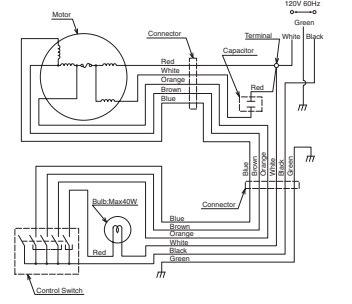 120V 60Hz
Motor
Green
Connector
Terminal
White
Black
Capacitor
Red
White
Orange
Brown
Blue
Red
Blue
Brown
Orange
White
Black
Green
Bulb:Max40W
Connector
Blue
Brown
Orange
White
Red
Black
Green
Control Switch